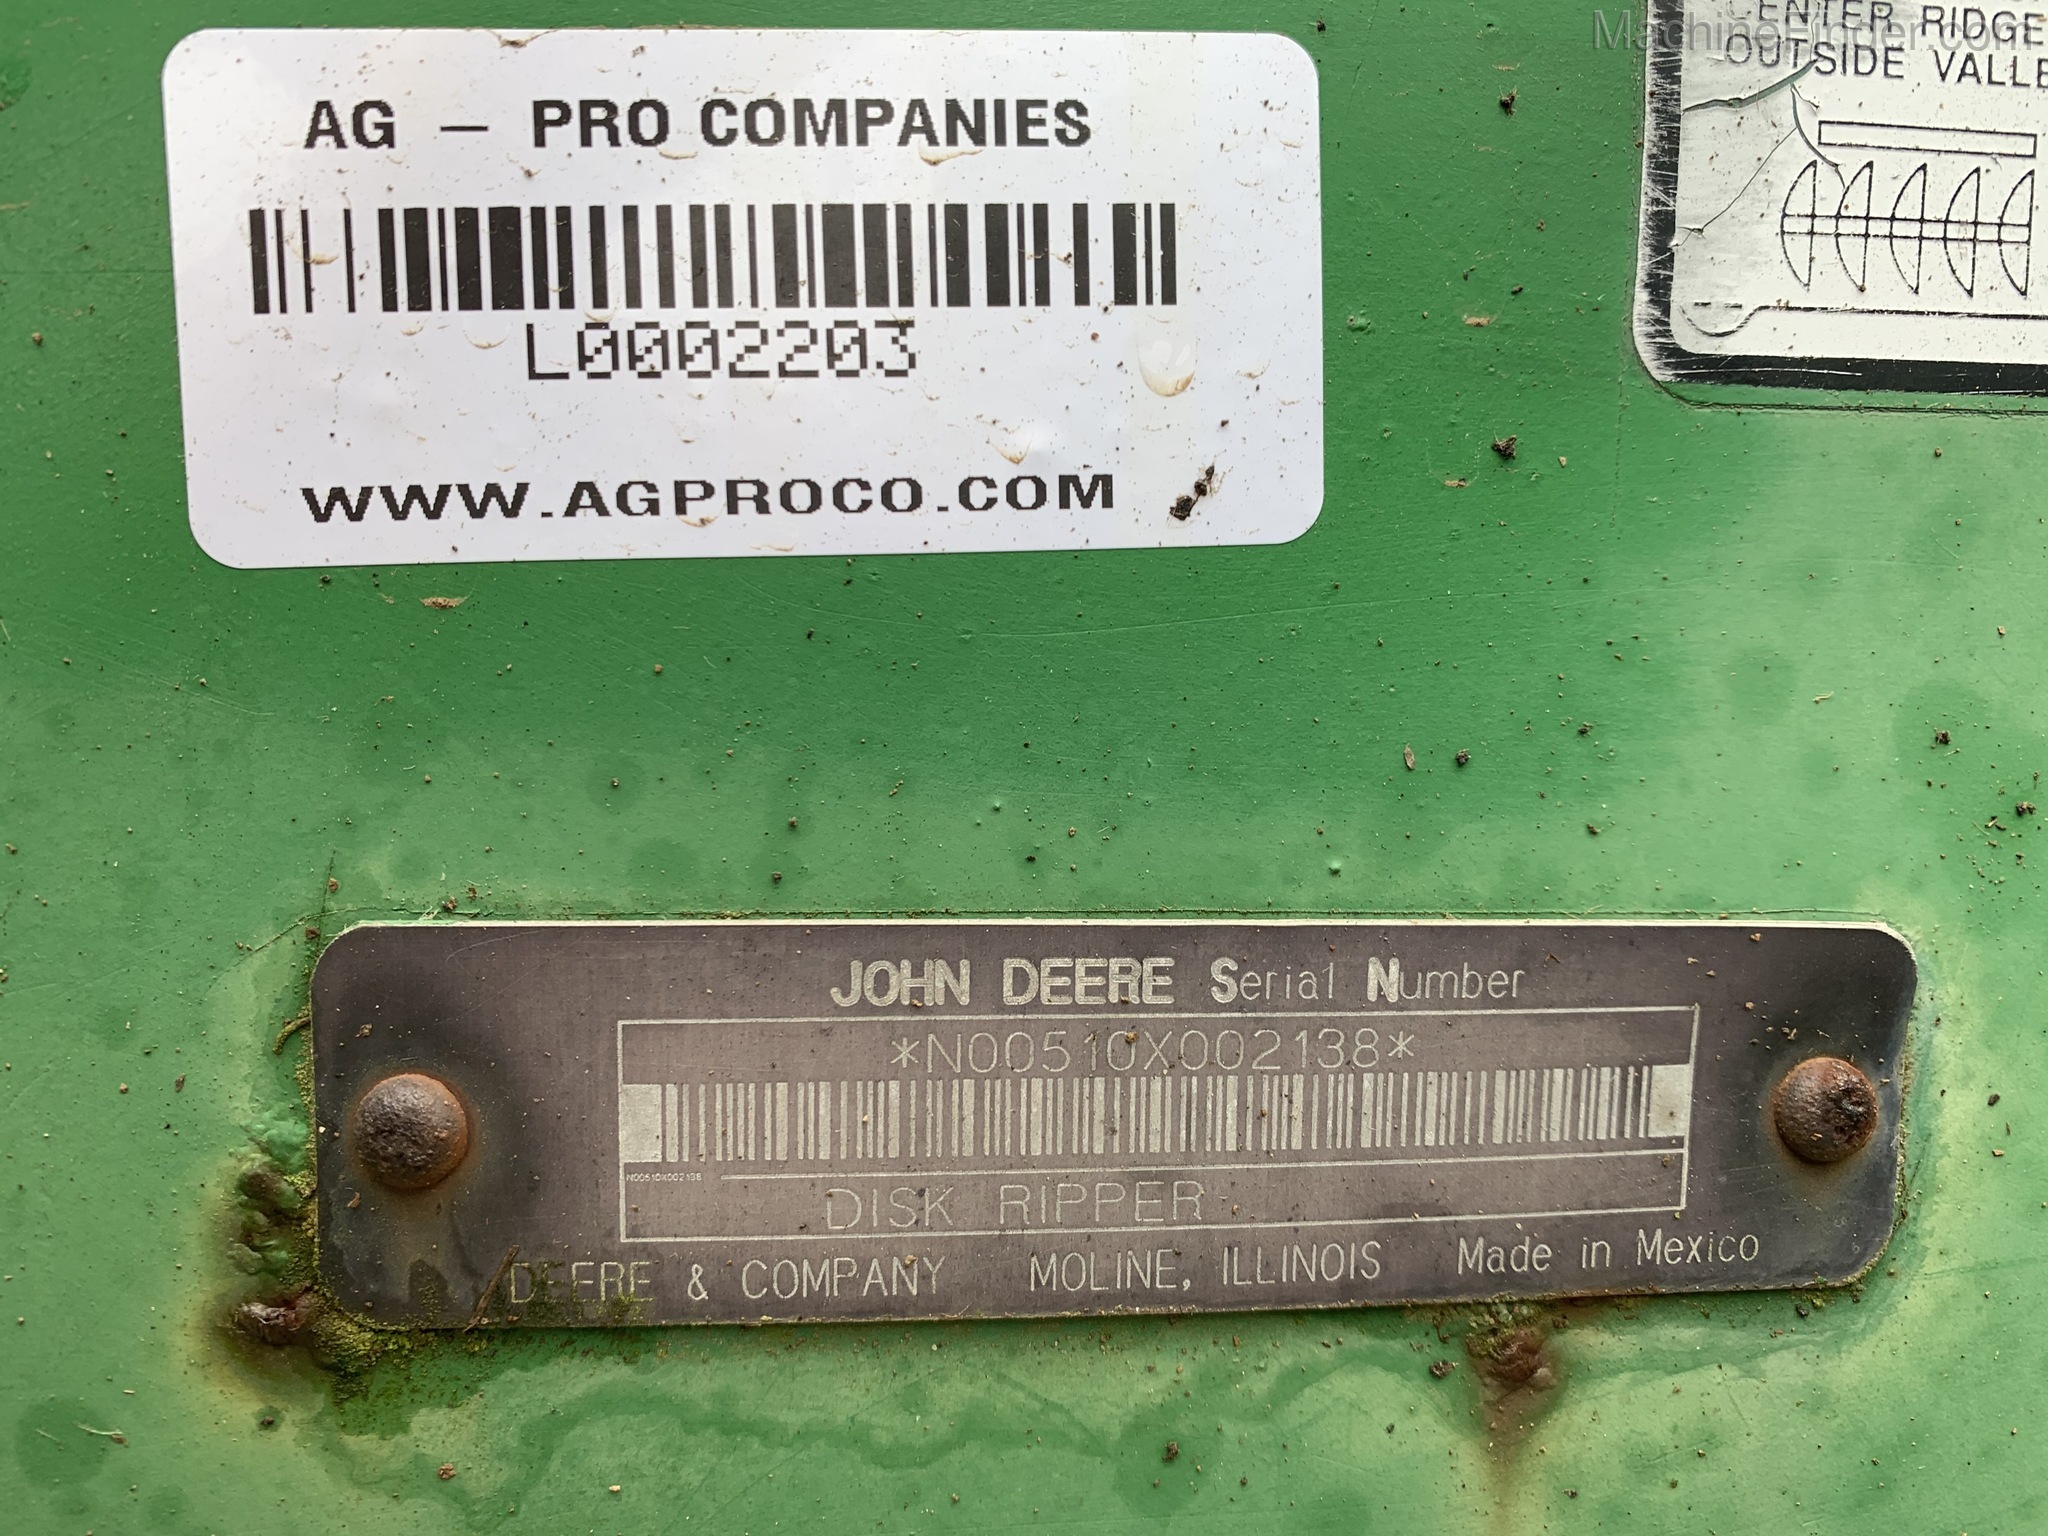 MachineFinder.com
CENTER RIDGE
OUTSIDE VALLE
AG - PRO COMPANIES
L0002203
WWW.AGPROCO.COM
JOHN DEERE Serial Number
*N00510X002138*
N00510X002138
DISK RIPPER
DEERE & COMPANY MOLINE, ILLINOIS Made in Mexico